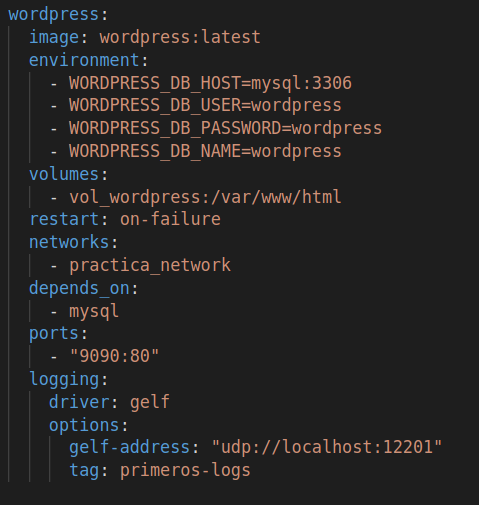 wordpress:
  image: wordpress:latest
  environment:
    - WORDPRESS_DB_HOST=mysql:3306
    - WORDPRESS_DB_USER=wordpress
    - WORDPRESS_DB_PASSWORD=wordpress
    - WORDPRESS_DB_NAME=wordpress
  volumes:
    - vol_wordpress:/var/www/html
  restart: on-failure
  networks:
    - practica_network
  depends_on:
    - mysql
  ports:
    - "9090:80"
  logging:
    driver: gelf
    options:
      gelf-address: "udp://localhost:12201"
      tag: primeros-logs